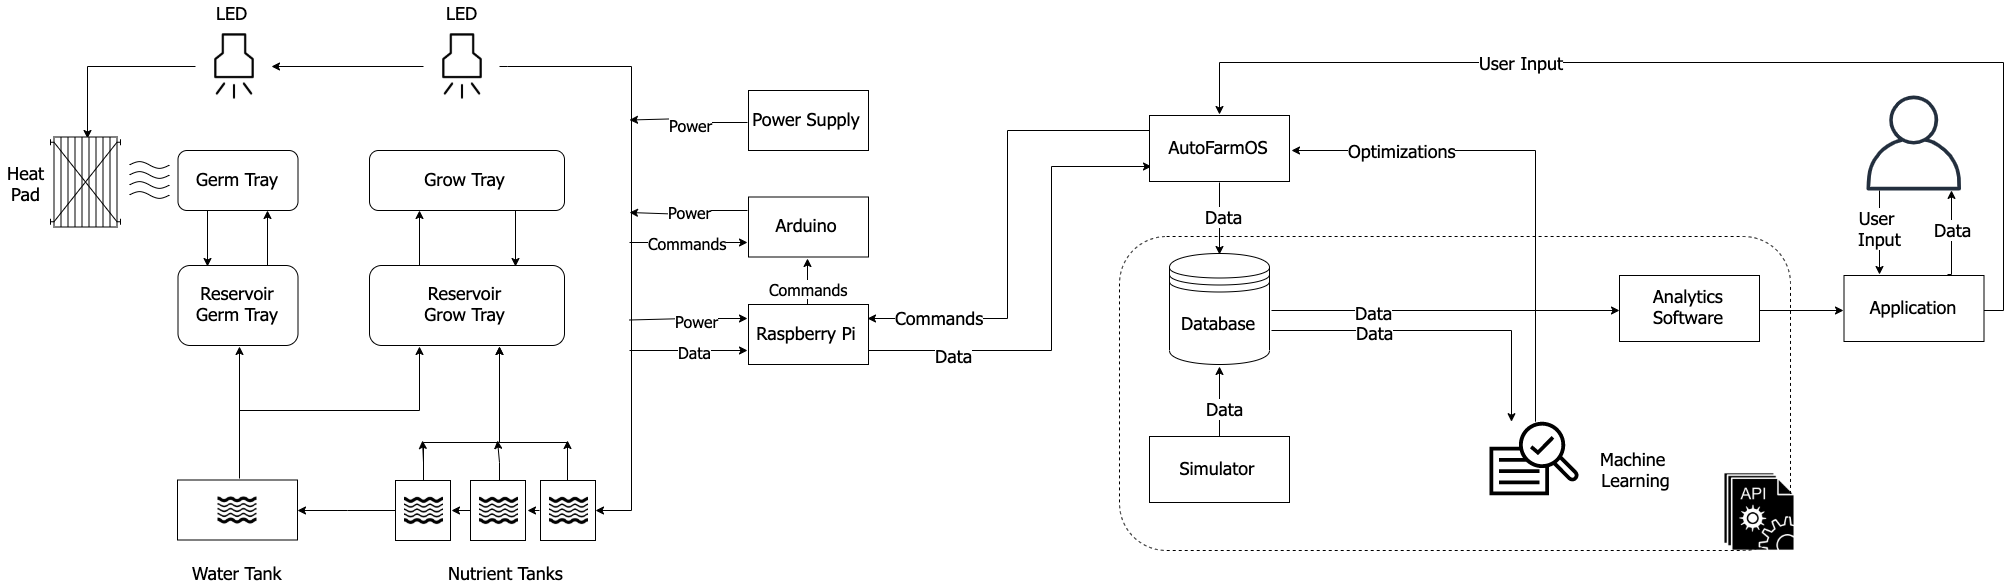 LED
LED
User Input
Power
Power Supply
AutoFarmOS
Optimizations
Heat
Pad
Germ Tray
Grow Tray
Power
Arduino
Commands
Data
User
Input
Data
Reservoir
Germ Tray
Reservoir
Grow Tray
Commands
Power
Raspberry Pi
Commands
Data
Data
Database
Data
Data
Analytics
Software
Application
Data
Simulator
Machine
Learning
API
Water Tank
Nutrient Tanks